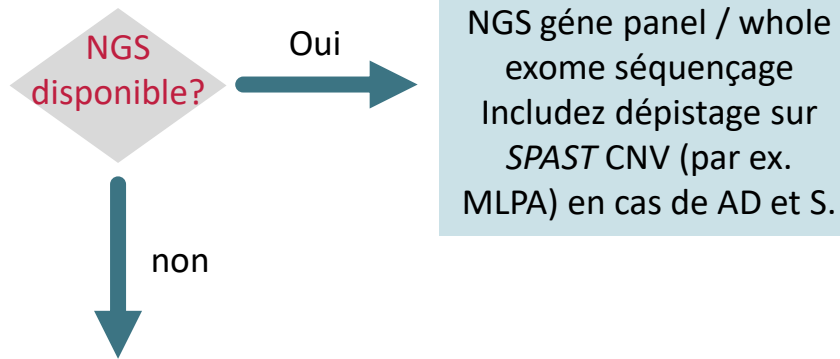 NGS
disponible?
Oui
NGS géne panel / whole
exome séquençage
Includez dépistage sur
SPAST CNV (par ex.
MLPA) en cas de AD et S.
non